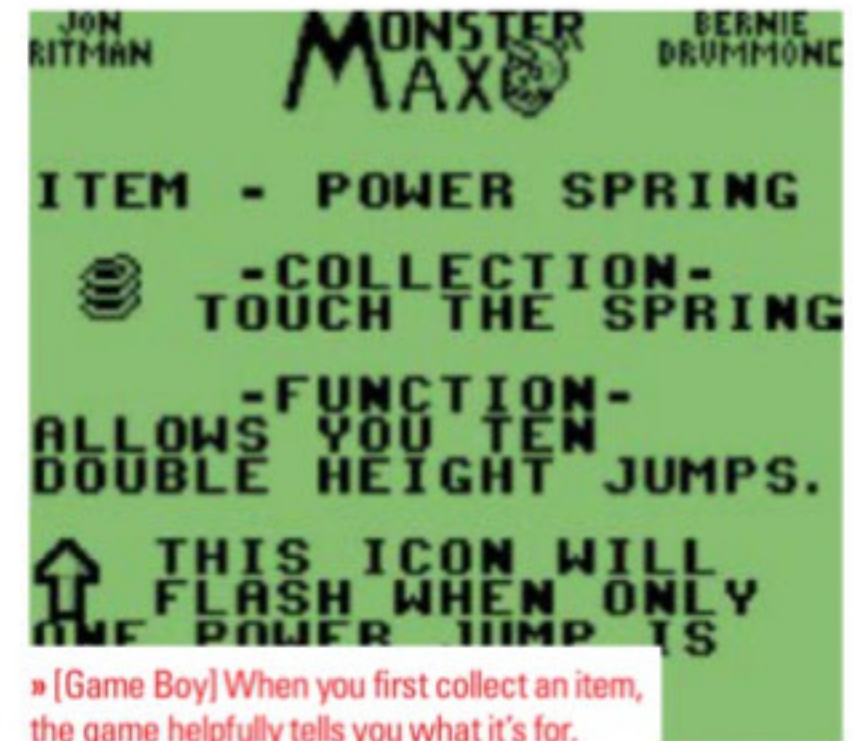 JON
RITMAN
MONSTER
MAX
BERNIE
DRUMMOND
ITEM - POWER SPRING
-COLLECTION-
TOUCH THE SPRING
-FUNCTION-
ALLOWS YOU TEN
DOUBLE HEIGHT JUMPS.
THIS ICON WILL
FLASH WHEN ONLY
ONE POWER JUMP IS
» [Game Boy] When you first collect an item,
the game helpfully tells you what it's for.